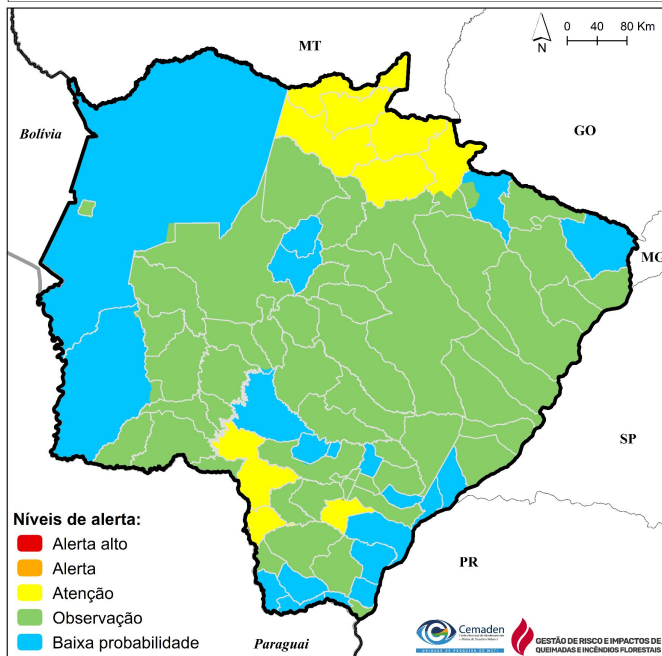 MT
0 40 80 Km
N
Bolívia
GO
MG
SP
PR
Paraguai
Níveis de alerta:
Alerta alto
Alerta
Atenção
Observação
Baixa probabilidade
Cemaden
GESTÃO DE RISCO E IMPACTOS DE
QUEIMADAS E INCÊNDIOS FLORESTAIS